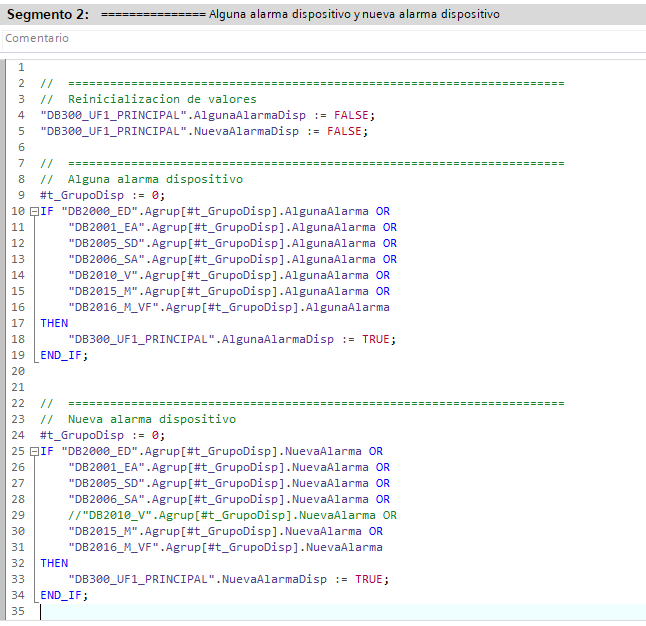 Segmento 2: =============== Alguna alarma dispositivo y nueva alarma dispositivo
Comentario
1
2 // =======================================================================
3 // Reinicializacion de valores
4 "DB300_UF1_PRINCIPAL".AlgunaAlarmaDisp := FALSE;
5 "DB300_UF1_PRINCIPAL".NuevaAlarmaDisp := FALSE;
6
7 // =======================================================================
8 // Alguna alarma dispositivo
9 #t_GrupoDisp := 0;
10 IF "DB2000_ED".Agrup[#t_GrupoDisp].AlgunaAlarma OR
11 "DB2001_EA".Agrup[#t_GrupoDisp].AlgunaAlarma OR
12 "DB2005_SD".Agrup[#t_GrupoDisp].AlgunaAlarma OR
13 "DB2006_SA".Agrup[#t_GrupoDisp].AlgunaAlarma OR
14 "DB2010_V".Agrup[#t_GrupoDisp].AlgunaAlarma OR
15 "DB2015_M".Agrup[#t_GrupoDisp].AlgunaAlarma OR
16 "DB2016_M_VF".Agrup[#t_GrupoDisp].AlgunaAlarma
17 THEN
18 "DB300_UF1_PRINCIPAL".AlgunaAlarmaDisp := TRUE;
19 END_IF;
20
21
22 // =======================================================================
23 // Nueva alarma dispositivo
24 #t_GrupoDisp := 0;
25 IF "DB2000_ED".Agrup[#t_GrupoDisp].NuevaAlarma OR
26 "DB2001_EA".Agrup[#t_GrupoDisp].NuevaAlarma OR
27 "DB2005_SD".Agrup[#t_GrupoDisp].NuevaAlarma OR
28 "DB2006_SA".Agrup[#t_GrupoDisp].NuevaAlarma OR
29 //"DB2010_V".Agrup[#t_GrupoDisp].NuevaAlarma OR
30 "DB2015_M".Agrup[#t_GrupoDisp].NuevaAlarma OR
31 "DB2016_M_VF".Agrup[#t_GrupoDisp].NuevaAlarma
32 THEN
33 "DB300_UF1_PRINCIPAL".NuevaAlarmaDisp := TRUE;
34 END_IF;
35